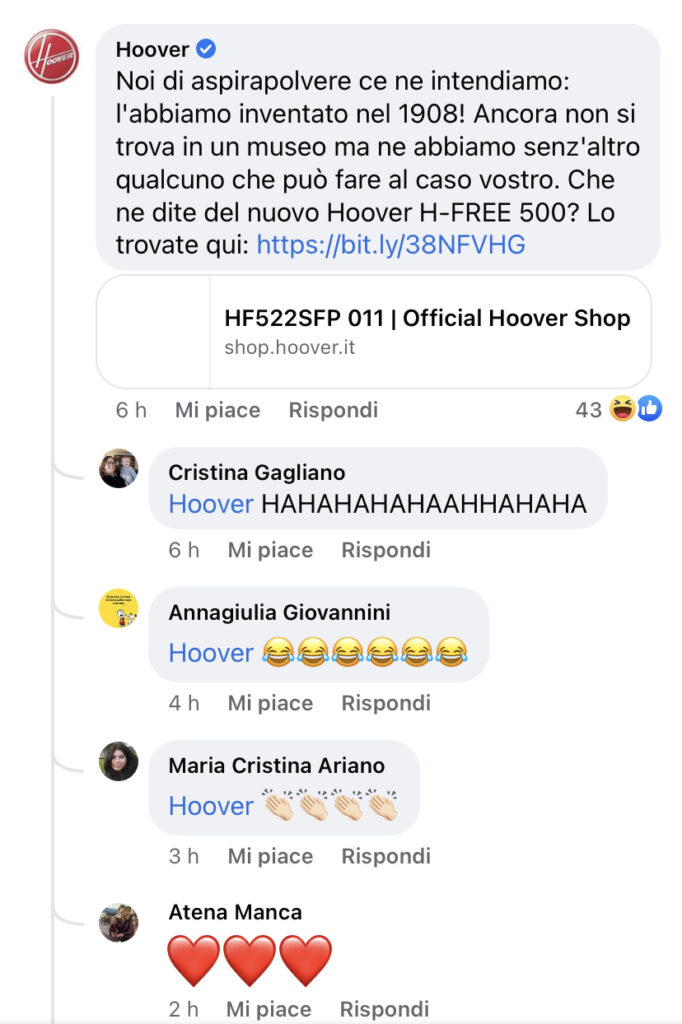 HOOVER
Hoover
Noi di aspirapolvere ce ne intendiamo:
l'abbiamo inventato nel 1908! Ancora non si
trova in un museo ma ne abbiamo senz'altro
qualcuno che può fare al caso vostro. Che
ne dite del nuovo Hoover H-FREE 500? Lo
trovate qui: https://bit.ly/38NFVHG
HF522SFP 011 | Official Hoover Shop
shop.hoover.it
6 h Mi piace Rispondi 43 😆👍
Cristina Gagliano
Hoover HAHAHAHAHAAHHAHAHA
6 h Mi piace Rispondi
Annagiulia Giovannini
Hoover 😂😂😂😂😂😂
4 h Mi piace Rispondi
Maria Cristina Ariano
Hoover 👏🏻👏🏻👏🏻👏🏻
3 h Mi piace Rispondi
Atena Manca
❤️❤️❤️
2 h Mi piace Rispondi